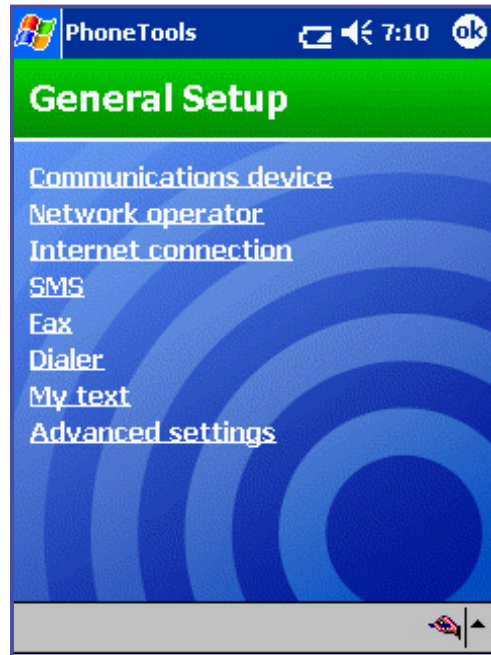 PhoneTools 7:10 ok
General Setup
Communications device
Network operator
Internet connection
SMS
Fax
Dialer
My text
Advanced settings